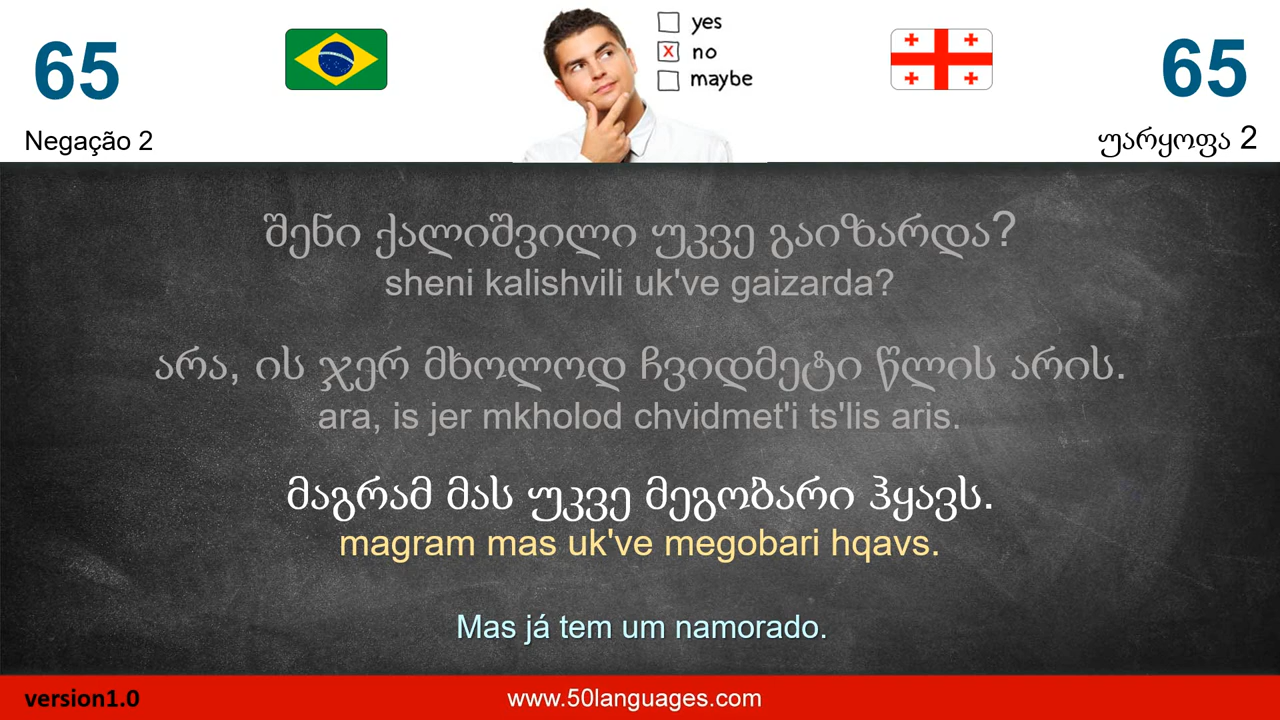 65
65
yes
x no
maybe
Negação 2
უარყოფა 2
შენი ქალიშვილი უკვე გაიზარდა?
sheni kalishvili uk've gaizarda?
არა, ის ჯერ მხოლოდ ჩვიდმეტი წლის არის.
ara, is jer mkholod chvidmet'i ts'lis aris.
მაგრამ მას უკვე მეგობარი ჰყავს.
magram mas uk've megobari hqavs.
Mas já tem um namorado.
version1.0
www.50languages.com